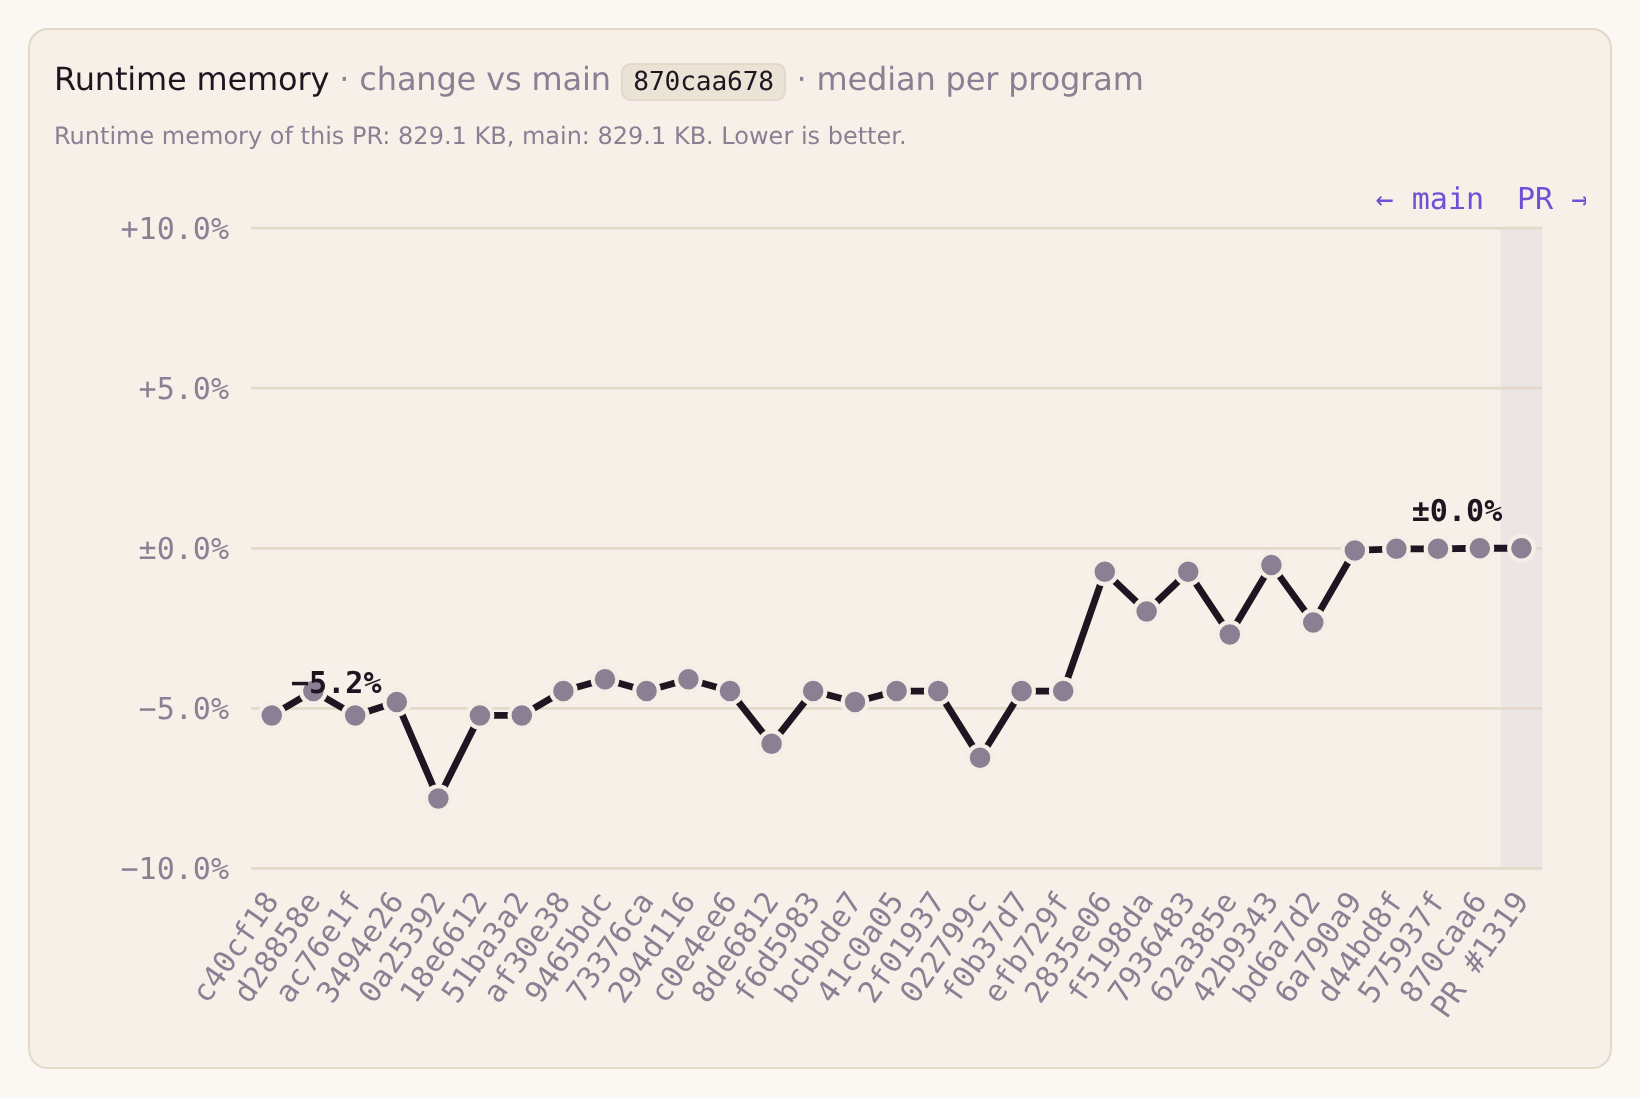 Runtime memory · change vs main 870caa678 · median per program
Runtime memory of this PR: 829.1 KB, main: 829.1 KB. Lower is better.
← main PR →
+10.0%
+5.0%
±0.0%
−5.0%
−10.0%
−5.2%
±0.0%
c40cf18
d28858e
ac76e1f
3494e26
0a25392
18e6612
51ba3a2
af30e38
9465bdc
73376ca
294d116
c0e4ee6
8de6812
f6d5983
bcbbde7
41c0a05
2f01937
022799c
f0b37d7
efb729f
2835e06
f5198da
7936483
62a385e
42b9343
bd6a7d2
6a790a9
d44bd8f
575937f
870caa6
PR #1319